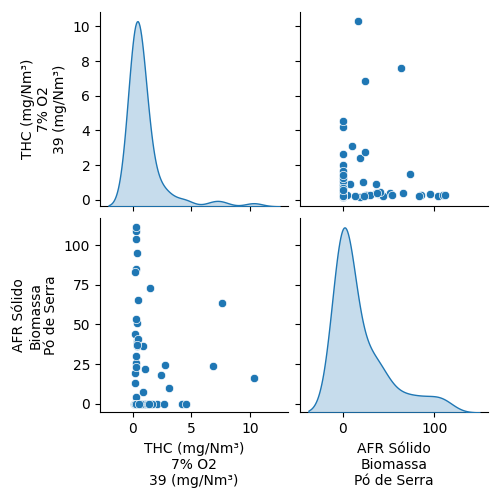 THC (mg/Nm³)
7% O2
39 (mg/Nm³)
10
8
6
4
2
0
AFR Sólido
Biomassa
Pó de Serra
100
75
50
25
0
0
5
10
THC (mg/Nm³)
7% O2
39 (mg/Nm³)
0
100
AFR Sólido
Biomassa
Pó de Serra